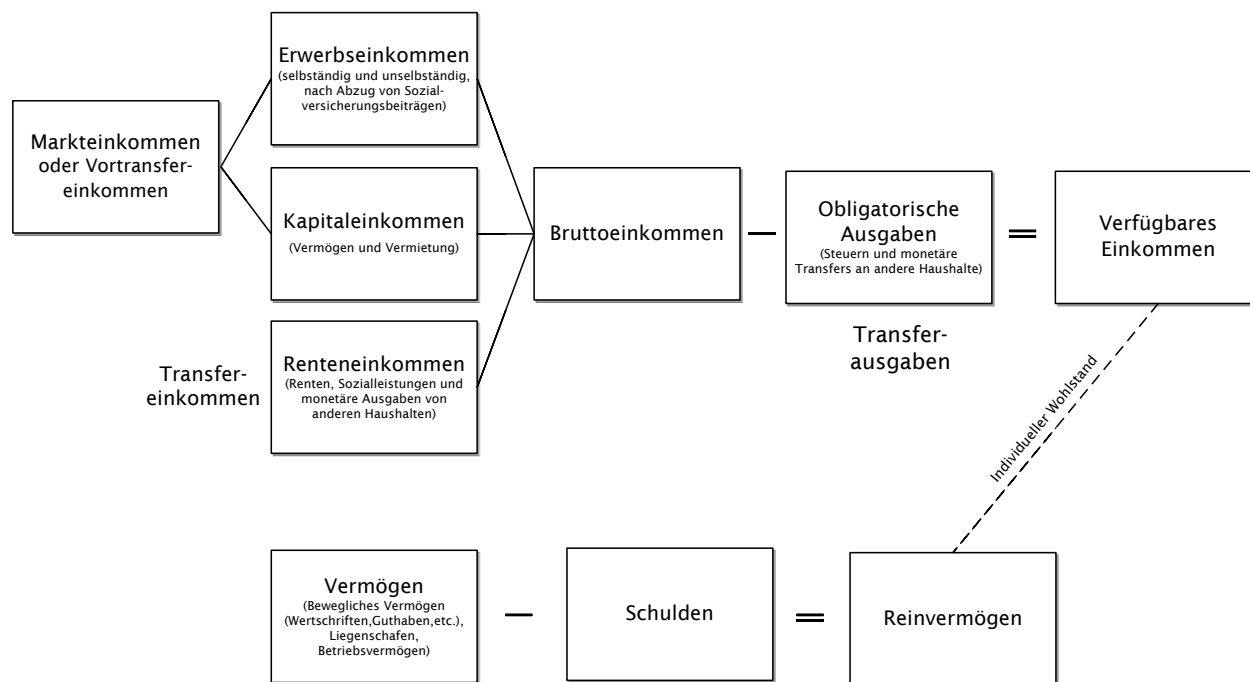 Markteinkommen
oder Vortransfer-
einkommen
Erwerbseinkommen
(selbständig und unselbständig,
nach Abzug von Sozial-
versicherungsbeiträgen)
Kapitaleinkommen
(Vermögen und Vermietung)
Transfer-
einkommen
Renteneinkommen
(Renten, Sozialleistungen und
monetäre Ausgaben von
anderen Haushalten)
Bruttoeinkommen
—
Obligatorische
Ausgaben
(Steuern und monetäre
Transfers an andere Haushalte)
Transfer-
ausgaben
=
Verfügbares
Einkommen
Individueller Wohlstand
Vermögen
(Bewegliches Vermögen
(Wertschriften,Guthaben,etc.),
Liegenschafen,
Betriebsvermögen)
—
Schulden
=
Reinvermögen